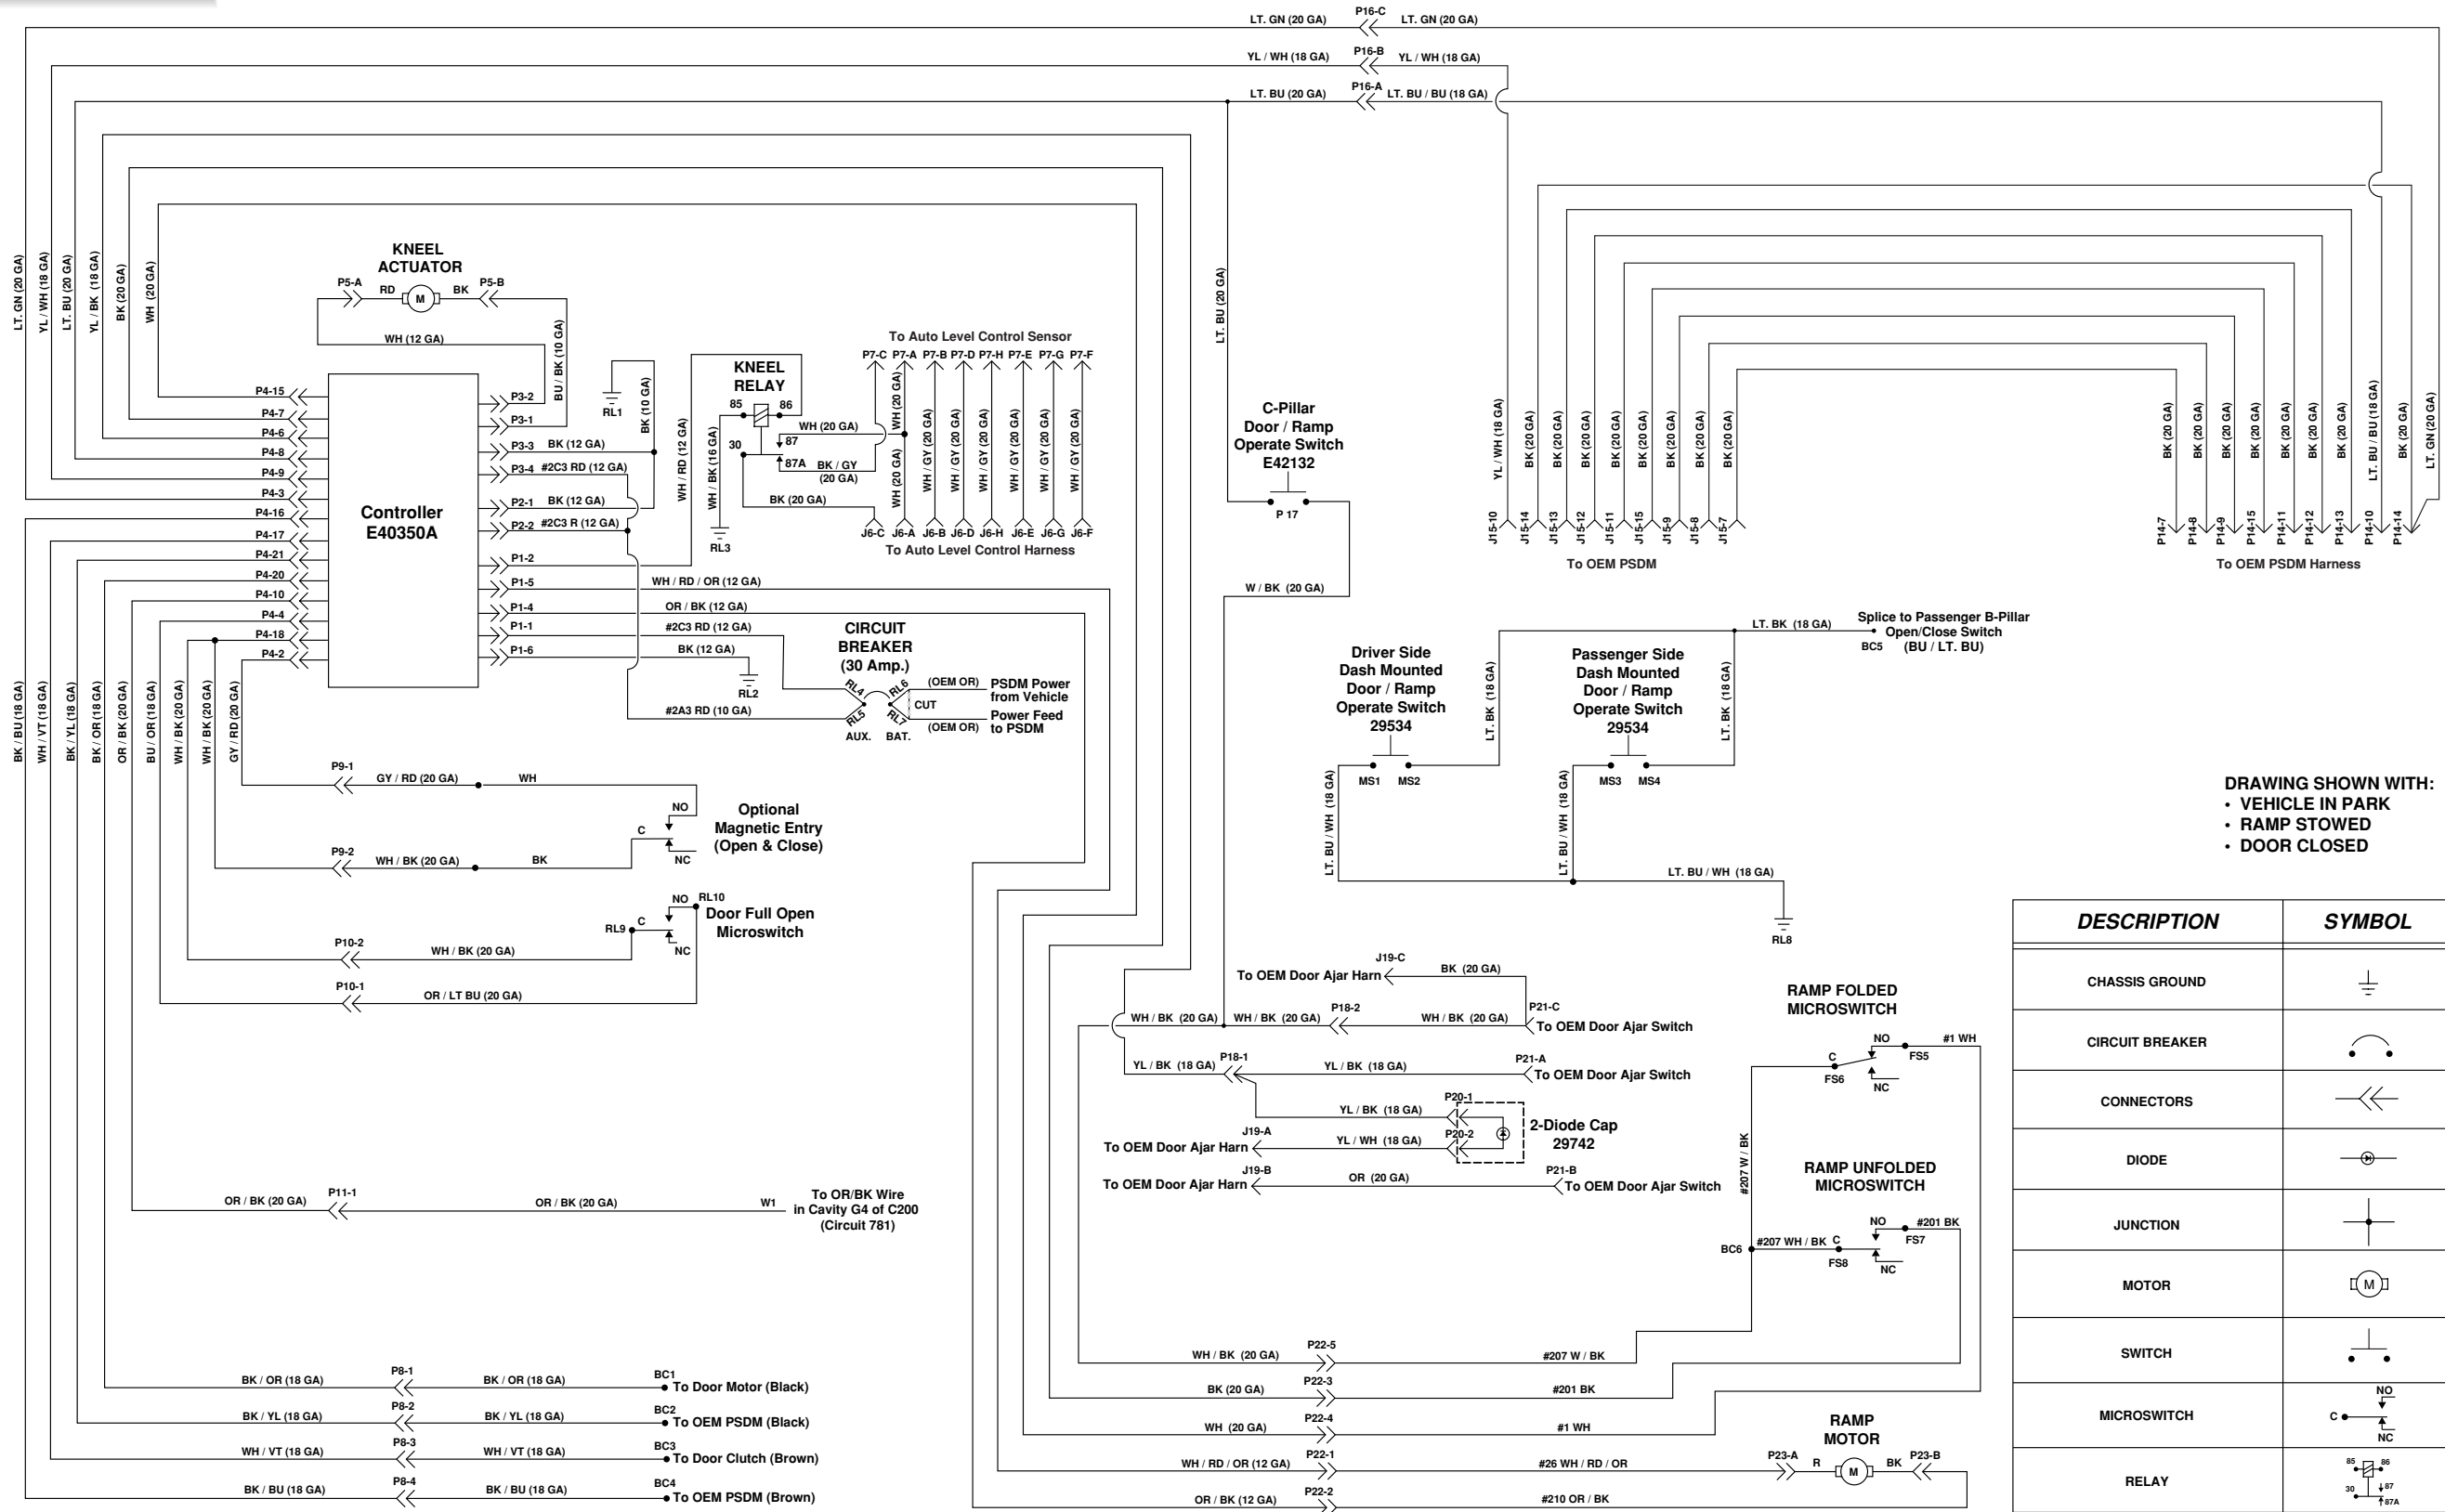 LT. GN (20 GA)
P16-C
LT. GN (20 GA)
YL / WH (18 GA)
P16-B
YL / WH (18 GA)
LT. BU (20 GA)
P16-A
LT. BU / BU (18 GA)
LT. GN (20 GA)
YL / WH (18 GA)
LT. BU (20 GA)
YL / BK (18 GA)
BK (20 GA)
WH (20 GA)
KNEEL
ACTUATOR
P5-A
RD
M
BK
P5-B
WH (12 GA)
BU / BK (10 GA)
P4-15
P4-7
P4-6
P4-8
P4-9
P4-3
P4-16
P4-17
P4-21
P4-20
P4-10
P4-4
P4-18
P4-2
Controller
E40350A
P3-2
P3-1
P3-3
BK (12 GA)
P3-4
#2C3 RD (12 GA)
P2-1
BK (12 GA)
P2-2
#2C3 R (12 GA)
P1-2
P1-5
WH / RD / OR (12 GA)
P1-4
OR / BK (12 GA)
P1-1
#2C3 RD (12 GA)
P1-6
BK (12 GA)
RL2
#2A3 RD (10 GA)
RL1
BK (10 GA)
WH / RD (12 GA)
WH / BK (16 GA)
RL3
KNEEL
RELAY
85
86
30
87
WH (20 GA)
87A
BK / GY
(20 GA)
BK (20 GA)
To Auto Level Control Sensor
P7-C P7-A P7-B P7-D P7-H P7-E P7-G P7-F
WH (20 GA)
WH (20 GA)
WH / GY (20 GA)
WH / GY (20 GA)
WH / GY (20 GA)
WH / GY (20 GA)
WH / GY (20 GA)
WH / GY (20 GA)
J6-C J6-A J6-B J6-D J6-H J6-E J6-G J6-F
To Auto Level Control Harness
CIRCUIT
BREAKER
(30 Amp.)
RL4
RL6
RL5
RL7
CUT
AUX.
BAT.
(OEM OR)
PSDM Power
from Vehicle
(OEM OR)
Power Feed
to PSDM
LT. BU (20 GA)
C-Pillar
Door / Ramp
Operate Switch
E42132
P 17
W / BK (20 GA)
YL / WH (18 GA)
BK (20 GA)
BK (20 GA)
BK (20 GA)
BK (20 GA)
BK (20 GA)
BK (20 GA)
BK (20 GA)
BK (20 GA)
J15-10
J15-14
J15-13
J15-12
J15-11
J15-15
J15-9
J15-8
J15-7
To OEM PSDM
BK (20 GA)
BK (20 GA)
BK (20 GA)
BK (20 GA)
BK (20 GA)
BK (20 GA)
BK (20 GA)
LT. BU / BU (18 GA)
BK (20 GA)
LT. GN (20 GA)
P14-7
P14-8
P14-9
P14-15
P14-11
P14-12
P14-13
P14-10
P14-14
To OEM PSDM Harness
Driver Side
Dash Mounted
Door / Ramp
Operate Switch
29534
MS1
MS2
LT. BK (18 GA)
LT. BU / WH (18 GA)
Passenger Side
Dash Mounted
Door / Ramp
Operate Switch
29534
MS3
MS4
LT. BK (18 GA)
LT. BU / WH (18 GA)
LT. BK (18 GA)
Splice to Passenger B-Pillar
Open/Close Switch
(BU / LT. BU)
BC5
LT. BU / WH (18 GA)
RL8
DRAWING SHOWN WITH:
• VEHICLE IN PARK
• RAMP STOWED
• DOOR CLOSED
BK / BU (18 GA)
WH / VT (18 GA)
BK / YL (18 GA)
BK / OR (18 GA)
OR / BK (20 GA)
BU / OR (18 GA)
WH / BK (20 GA)
WH / BK (20 GA)
GY / RD (20 GA)
P9-1
GY / RD (20 GA)
WH
NO
C
NC
Optional
Magnetic Entry
(Open & Close)
P9-2
WH / BK (20 GA)
BK
NO
RL10
RL9
C
NC
Door Full Open
Microswitch
P10-2
WH / BK (20 GA)
P10-1
OR / LT BU (20 GA)
OR / BK (20 GA)
P11-1
OR / BK (20 GA)
W1
To OR/BK Wire
in Cavity G4 of C200
(Circuit 781)
BK / OR (18 GA)
P8-1
BK / OR (18 GA)
BC1
To Door Motor (Black)
BK / YL (18 GA)
P8-2
BK / YL (18 GA)
BC2
To OEM PSDM (Black)
WH / VT (18 GA)
P8-3
WH / VT (18 GA)
BC3
To Door Clutch (Brown)
BK / BU (18 GA)
P8-4
BK / BU (18 GA)
BC4
To OEM PSDM (Brown)
To OEM Door Ajar Harn
J19-C
BK (20 GA)
WH / BK (20 GA)
WH / BK (20 GA)
P18-2
WH / BK (20 GA)
P21-C
To OEM Door Ajar Switch
YL / BK (18 GA)
P18-1
YL / BK (18 GA)
P21-A
To OEM Door Ajar Switch
YL / BK (18 GA)
P20-1
To OEM Door Ajar Harn
J19-A
YL / WH (18 GA)
P20-2
2-Diode Cap
29742
To OEM Door Ajar Harn
J19-B
OR (20 GA)
P21-B
To OEM Door Ajar Switch
RAMP FOLDED
MICROSWITCH
NO
#1 WH
C
FS5
FS6
NC
#207 W / BK
RAMP UNFOLDED
MICROSWITCH
NO
#201 BK
BC6
#207 WH / BK
C
FS7
FS8
NC
WH / BK (20 GA)
P22-5
#207 W / BK
BK (20 GA)
P22-3
#201 BK
WH (20 GA)
P22-4
#1 WH
WH / RD / OR (12 GA)
P22-1
#26 WH / RD / OR
OR / BK (12 GA)
P22-2
#210 OR / BK
RAMP
MOTOR
P23-A
R
M
BK
P23-B
DESCRIPTION
SYMBOL
CHASSIS GROUND
CIRCUIT BREAKER
CONNECTORS
DIODE
JUNCTION
MOTOR
M
SWITCH
MICROSWITCH
NO
C
NC
RELAY
85
86
30
87
87A